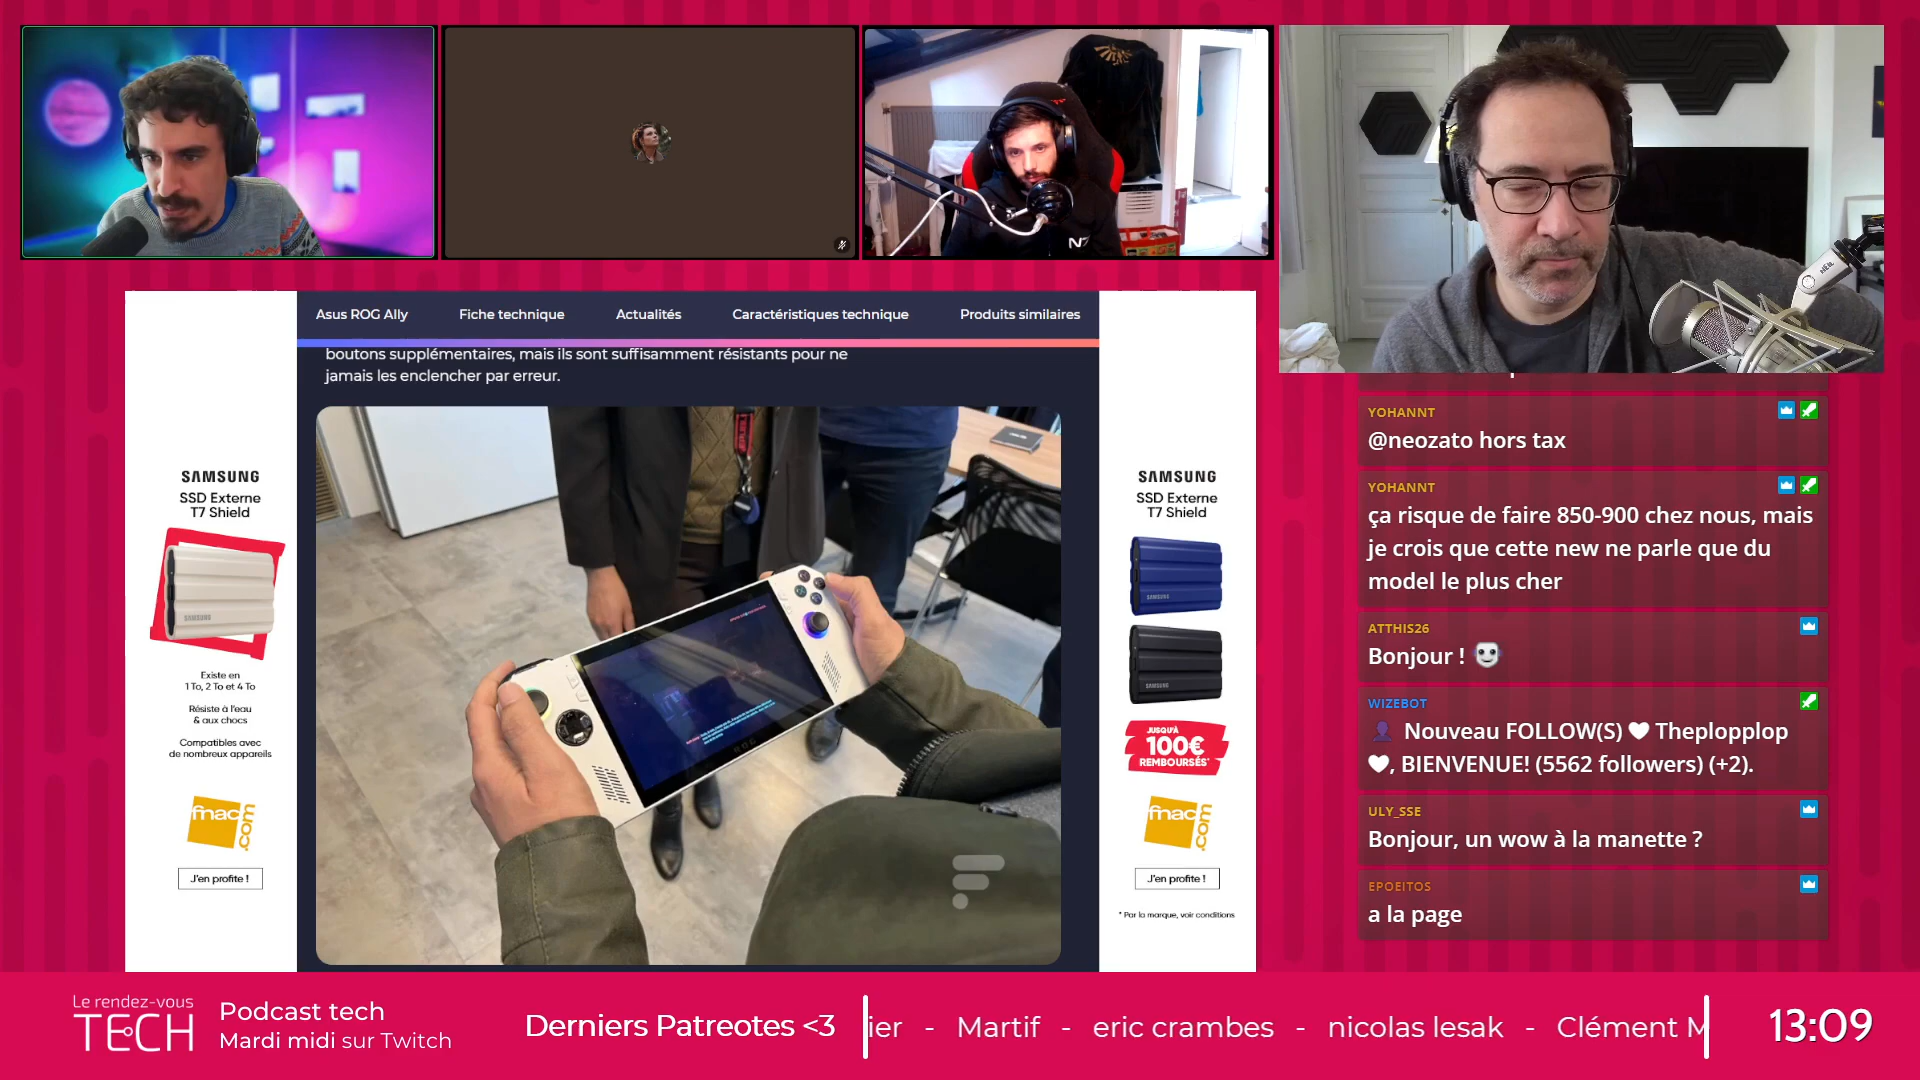 Asus ROG Ally
Fiche technique
Actualités
Caractéristiques technique
Produits similaires
boutons supplémentaires, mais ils sont suffisamment résistants pour ne
jamais les enclencher par erreur.
SAMSUNG
SSD Externe
T7 Shield
SAMSUNG
Existe en
1 To, 2 To et 4 To
Résiste à l'eau
& aux chocs
Compatibles avec
de nombreux appareils
fnac
.com
J'en profite !
SAMSUNG
SSD Externe
T7 Shield
SAMSUNG
SAMSUNG
JUSQU'À
100€
REMBOURSÉS*
fnac
.com
J'en profite !
* Par la marque, voir conditions
N7
YOHANNT
@neozato hors tax
YOHANNT
ça risque de faire 850-900 chez nous, mais
je crois que cette new ne parle que du
model le plus cher
ATTHIS26
Bonjour !
WIZEBOT
Nouveau FOLLOW(S) 🤍 Theplopplop
🤍, BIENVENUE! (5562 followers) (+2).
ULY_SSE
Bonjour, un wow à la manette ?
EPOEITOS
a la page
Le rendez-vous
TECH
Podcast tech
Mardi midi sur Twitch
Derniers Patreotes <3
ier - Martif - eric crambes - nicolas lesak - Clément M
13:09